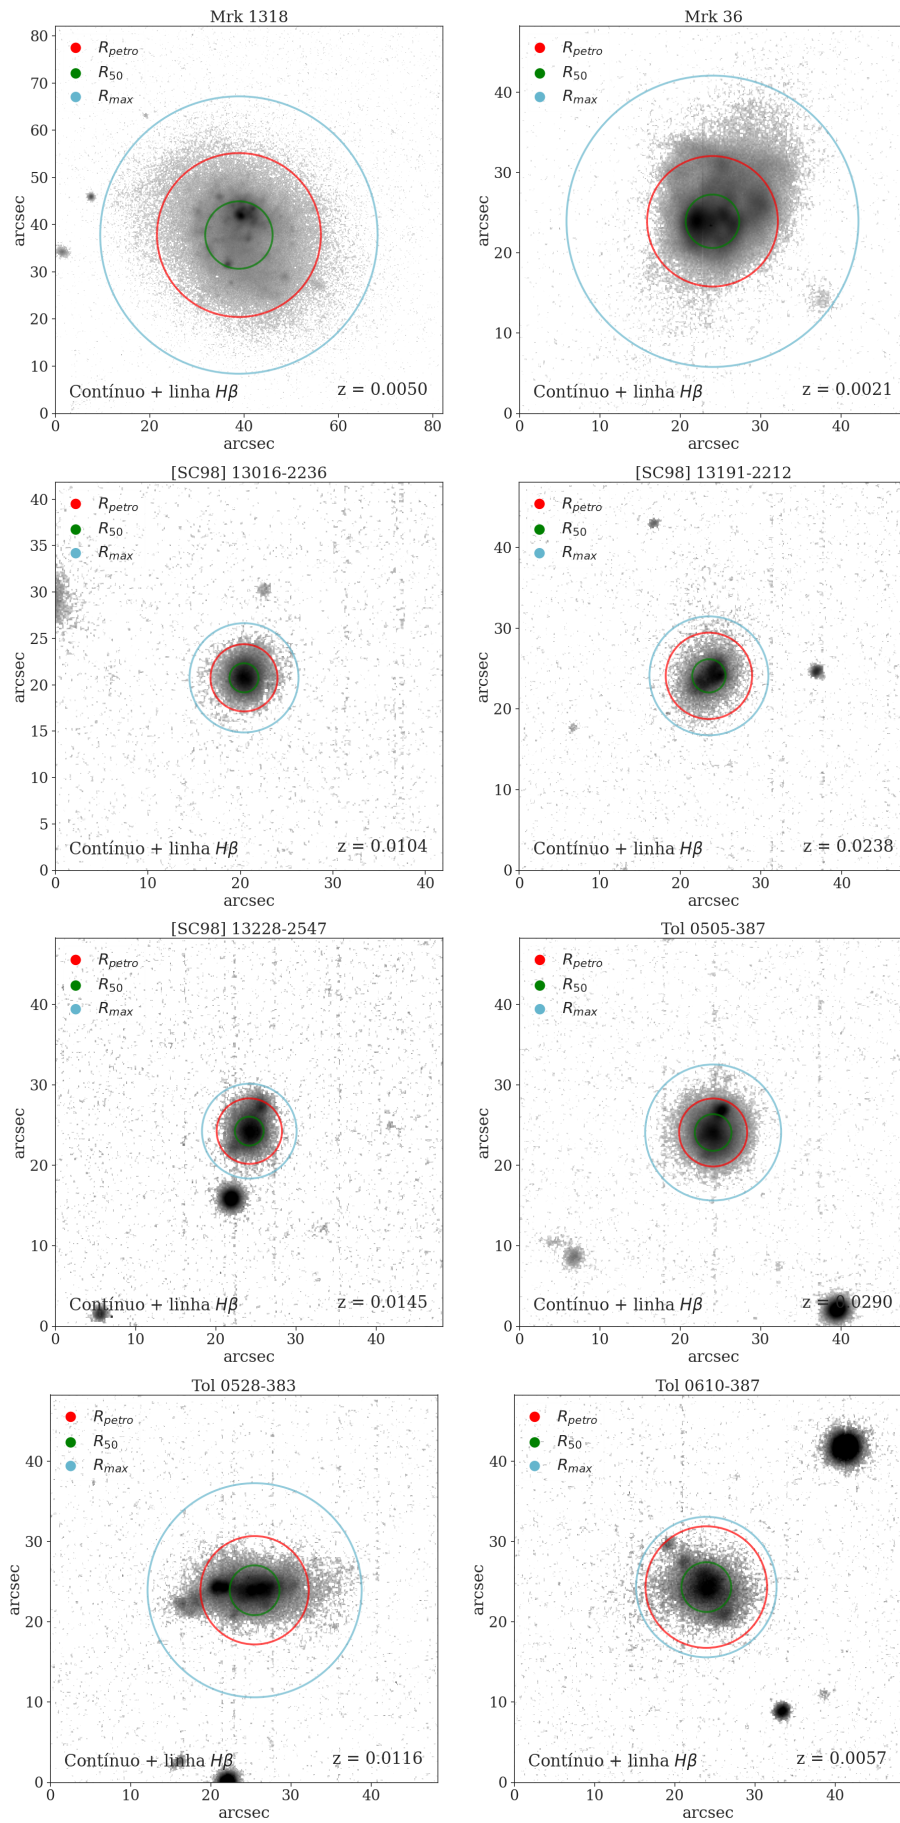 Mrk 1318
80
70
60
50
40
30
20
10
0
arcsec
R_petro
R_50
R_max
Contínuo + linha Hβ
z = 0.0050
0 20 40 60 80
arcsec
Mrk 36
40
30
20
10
0
arcsec
R_petro
R_50
R_max
Contínuo + linha Hβ
z = 0.0021
0 10 20 30 40
arcsec
[SC98] 13016-2236
40
35
30
25
20
15
10
5
0
arcsec
R_petro
R_50
R_max
Contínuo + linha Hβ
z = 0.0104
0 10 20 30 40
arcsec
[SC98] 13191-2212
40
30
20
10
0
arcsec
R_petro
R_50
R_max
Contínuo + linha Hβ
z = 0.0238
0 10 20 30 40
arcsec
[SC98] 13228-2547
40
30
20
10
0
arcsec
R_petro
R_50
R_max
Contínuo + linha Hβ
z = 0.0145
0 10 20 30 40
arcsec
Tol 0505-387
40
30
20
10
0
arcsec
R_petro
R_50
R_max
Contínuo + linha Hβ
z = 0.0290
0 10 20 30 40
arcsec
Tol 0528-383
40
30
20
10
0
arcsec
R_petro
R_50
R_max
Contínuo + linha Hβ
z = 0.0116
0 10 20 30 40
arcsec
Tol 0610-387
40
30
20
10
0
arcsec
R_petro
R_50
R_max
Contínuo + linha Hβ
z = 0.0057
0 10 20 30 40
arcsec